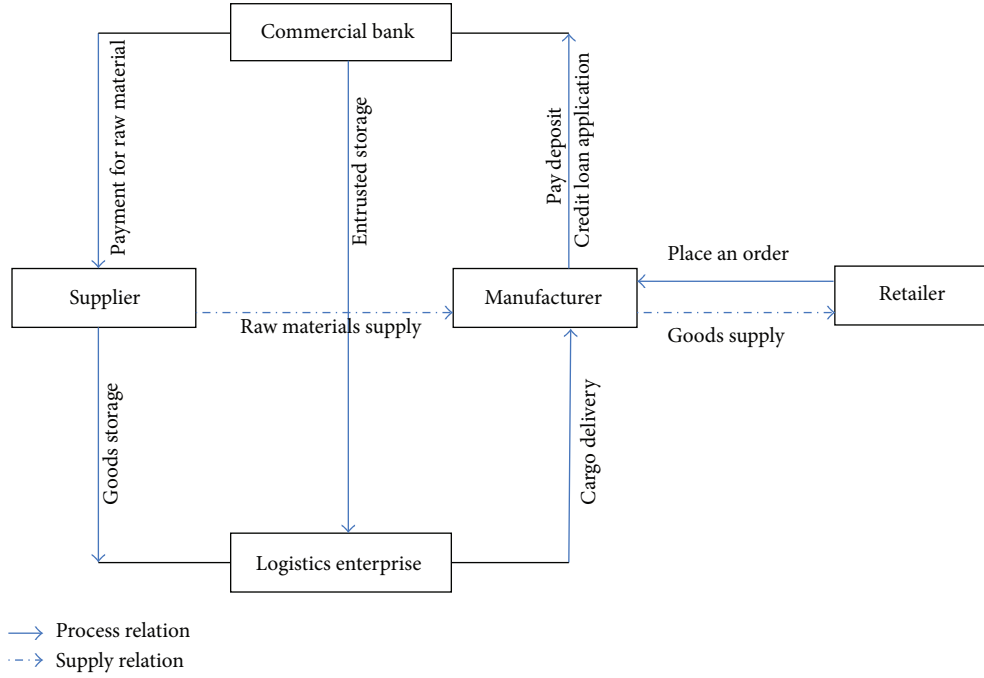 Commercial bank
Payment for raw material
Entrusted storage
Pay deposit
Credit loan application
Place an order
Supplier
Manufacturer
Retailer
Raw materials supply
Goods supply
Goods storage
Cargo delivery
Logistics enterprise
Process relation
Supply relation